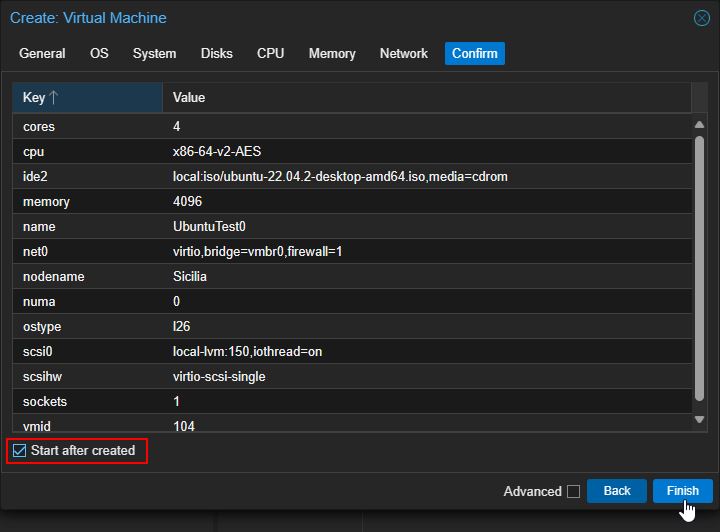 Create: Virtual Machine
General OS System Disks CPU Memory Network Confirm
Key Value
cores 4
cpu x86-64-v2-AES
ide2 local:iso/ubuntu-22.04.2-desktop-amd64.iso,media=cdrom
memory 4096
name UbuntuTest0
net0 virtio,bridge=vmbr0,firewall=1
nodename Sicilia
numa 0
ostype l26
scsi0 local-lvm:150,iothread=on
scsihw virtio-scsi-single
sockets 1
vmid 104
Start after created
Advanced Back Finish